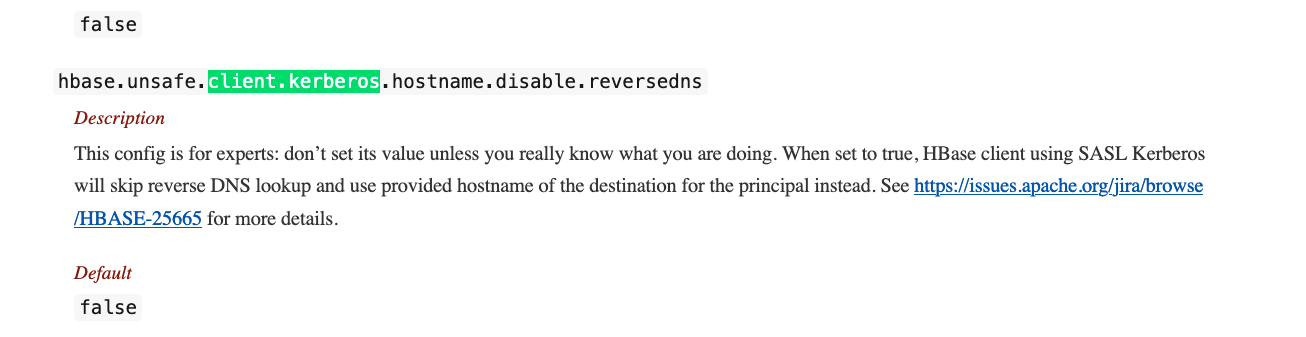 false
hbase.unsafe.client.kerberos.hostname.disable.reversedns
Description
This config is for experts: don’t set its value unless you really know what you are doing. When set to true, HBase client using SASL Kerberos
will skip reverse DNS lookup and use provided hostname of the destination for the principal instead. See https://issues.apache.org/jira/browse
/HBASE-25665 for more details.
Default
false